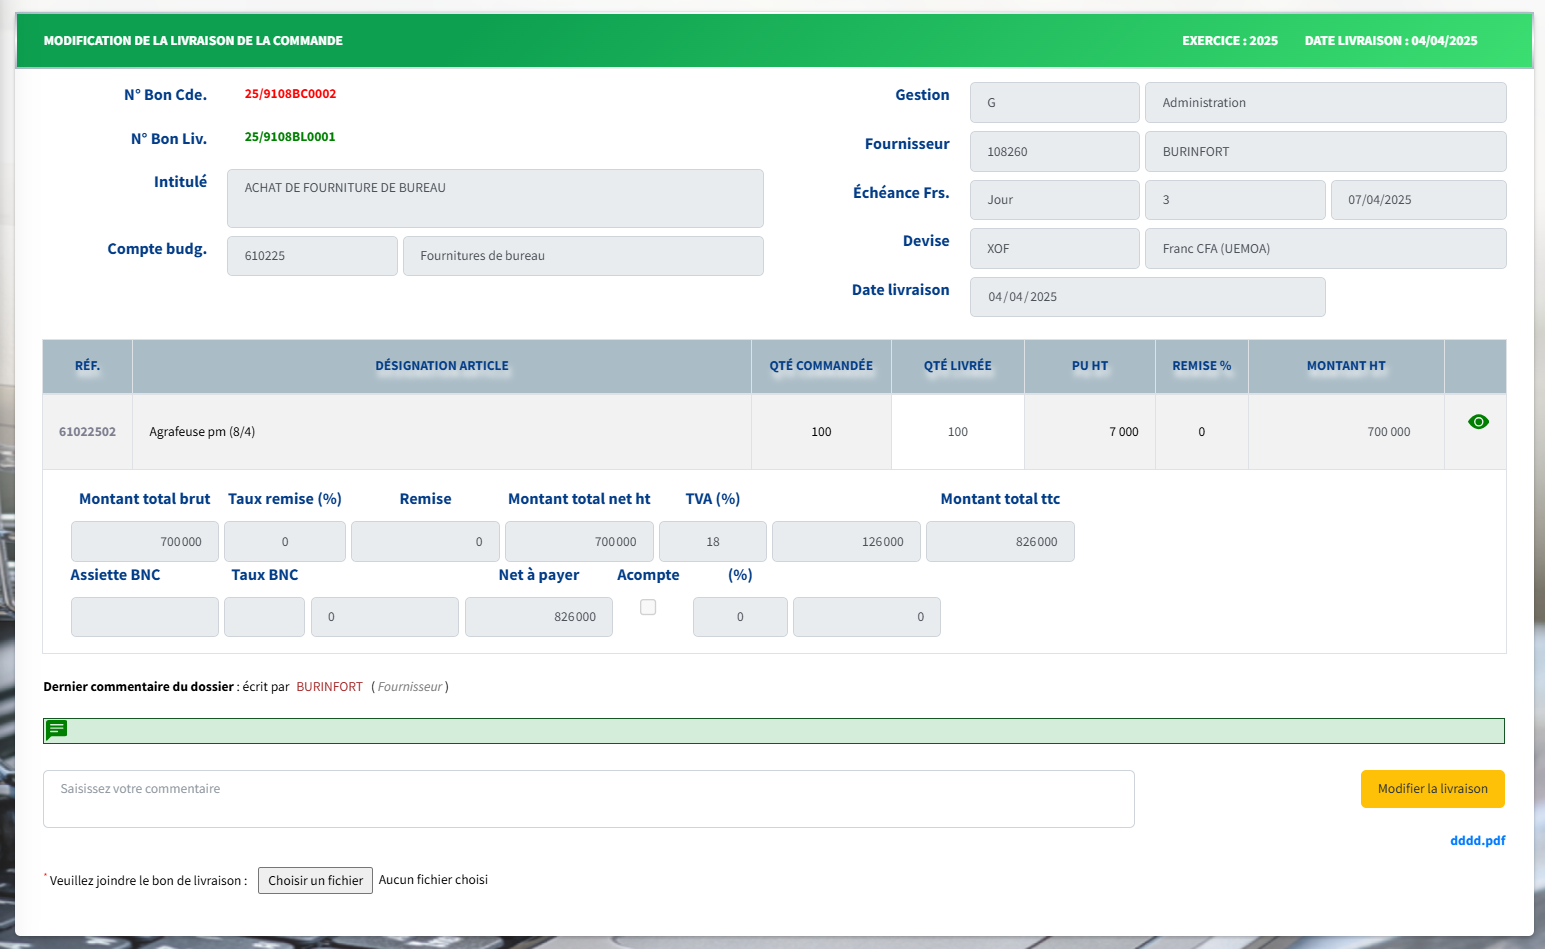 MODIFICATION DE LA LIVRAISON DE LA COMMANDE EXERCICE : 2025 DATE LIVRAISON : 04/04/2025
N° Bon Cde. 25/9108BC0002
N° Bon Liv. 25/9108BL0001
Intitulé ACHAT DE FOURNITURE DE BUREAU
Compte budg. 610225 Fournitures de bureau
Gestion G Administration
Fournisseur 108260 BURINFORT
Échéance Frs. Jour 3 07/04/2025
Devise XOF Franc CFA (UEMOA)
Date livraison 04/04/2025
RÉF. DÉSIGNATION ARTICLE QTÉ COMMANDÉE QTÉ LIVRÉE PU HT REMISE % MONTANT HT
61022502 Agrafeuse pm (8/4) 100 100 7 000 0 700 000
Montant total brut Taux remise (%) Remise Montant total net ht TVA (%) Montant total ttc
700 000 0 0 700 000 18 126 000 826 000
Assiette BNC Taux BNC Net à payer Acompte (%)
0 826 000 0 0
Dernier commentaire du dossier : écrit par BURINFORT ( Fournisseur )
Saisissez votre commentaire
Modifier la livraison
dddd.pdf
* Veuillez joindre le bon de livraison : Choisir un fichier Aucun fichier choisi